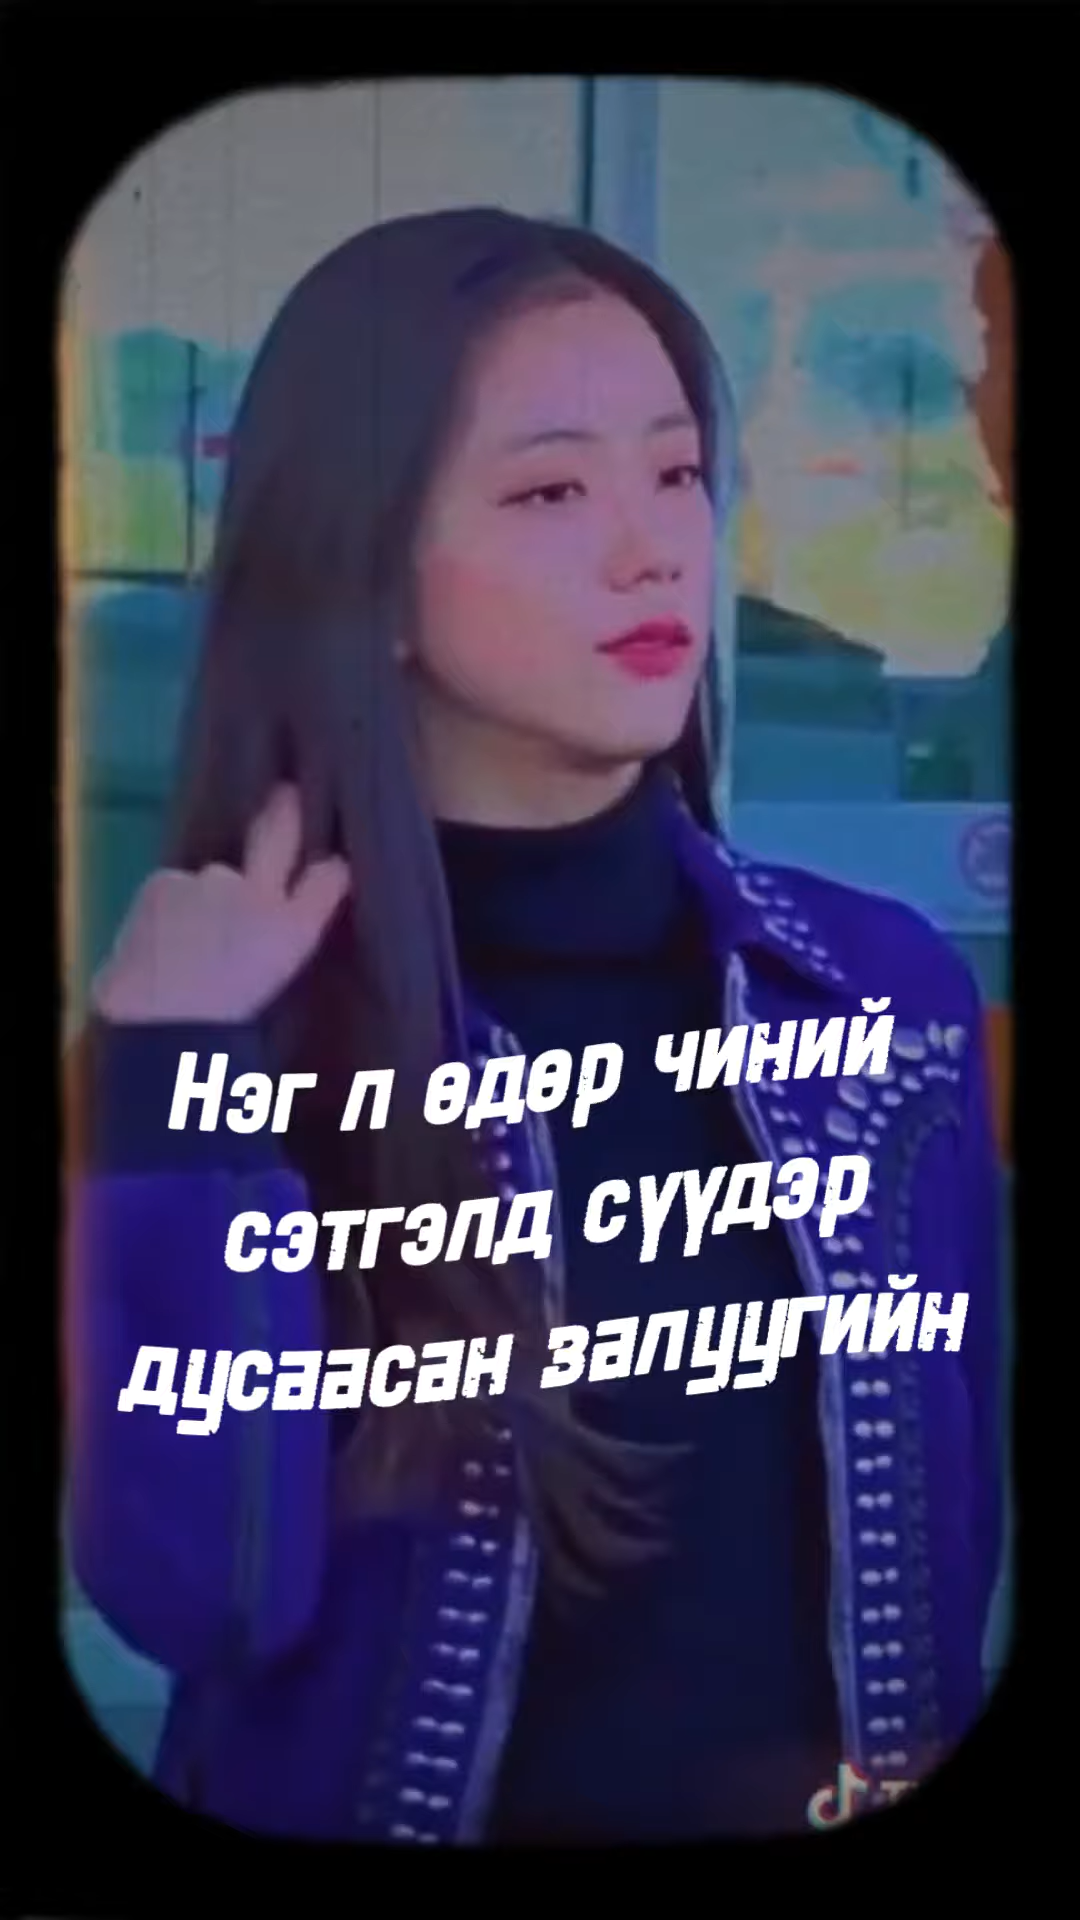 Нэг л өдөр чиний
сэтгэлд сүүдэр
дусаасан залуугийн